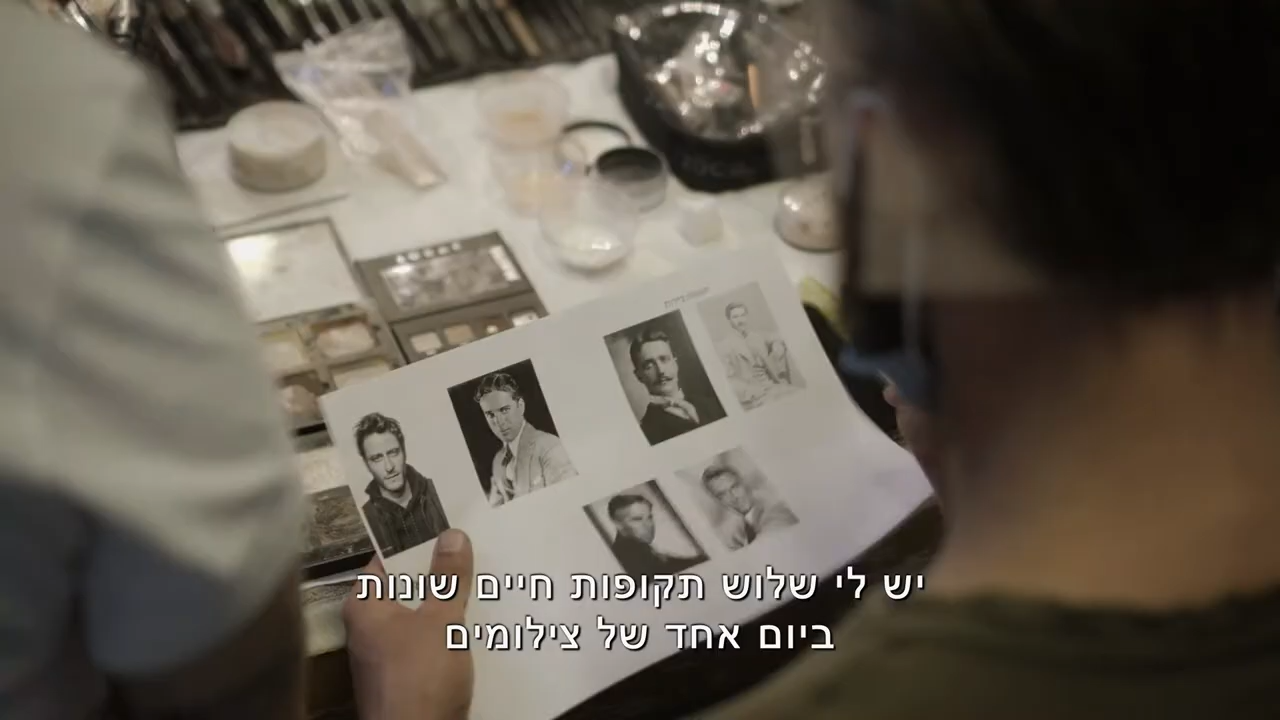 יש לי שלוש תקופות חיים שונות
ביום אחד של צילומים